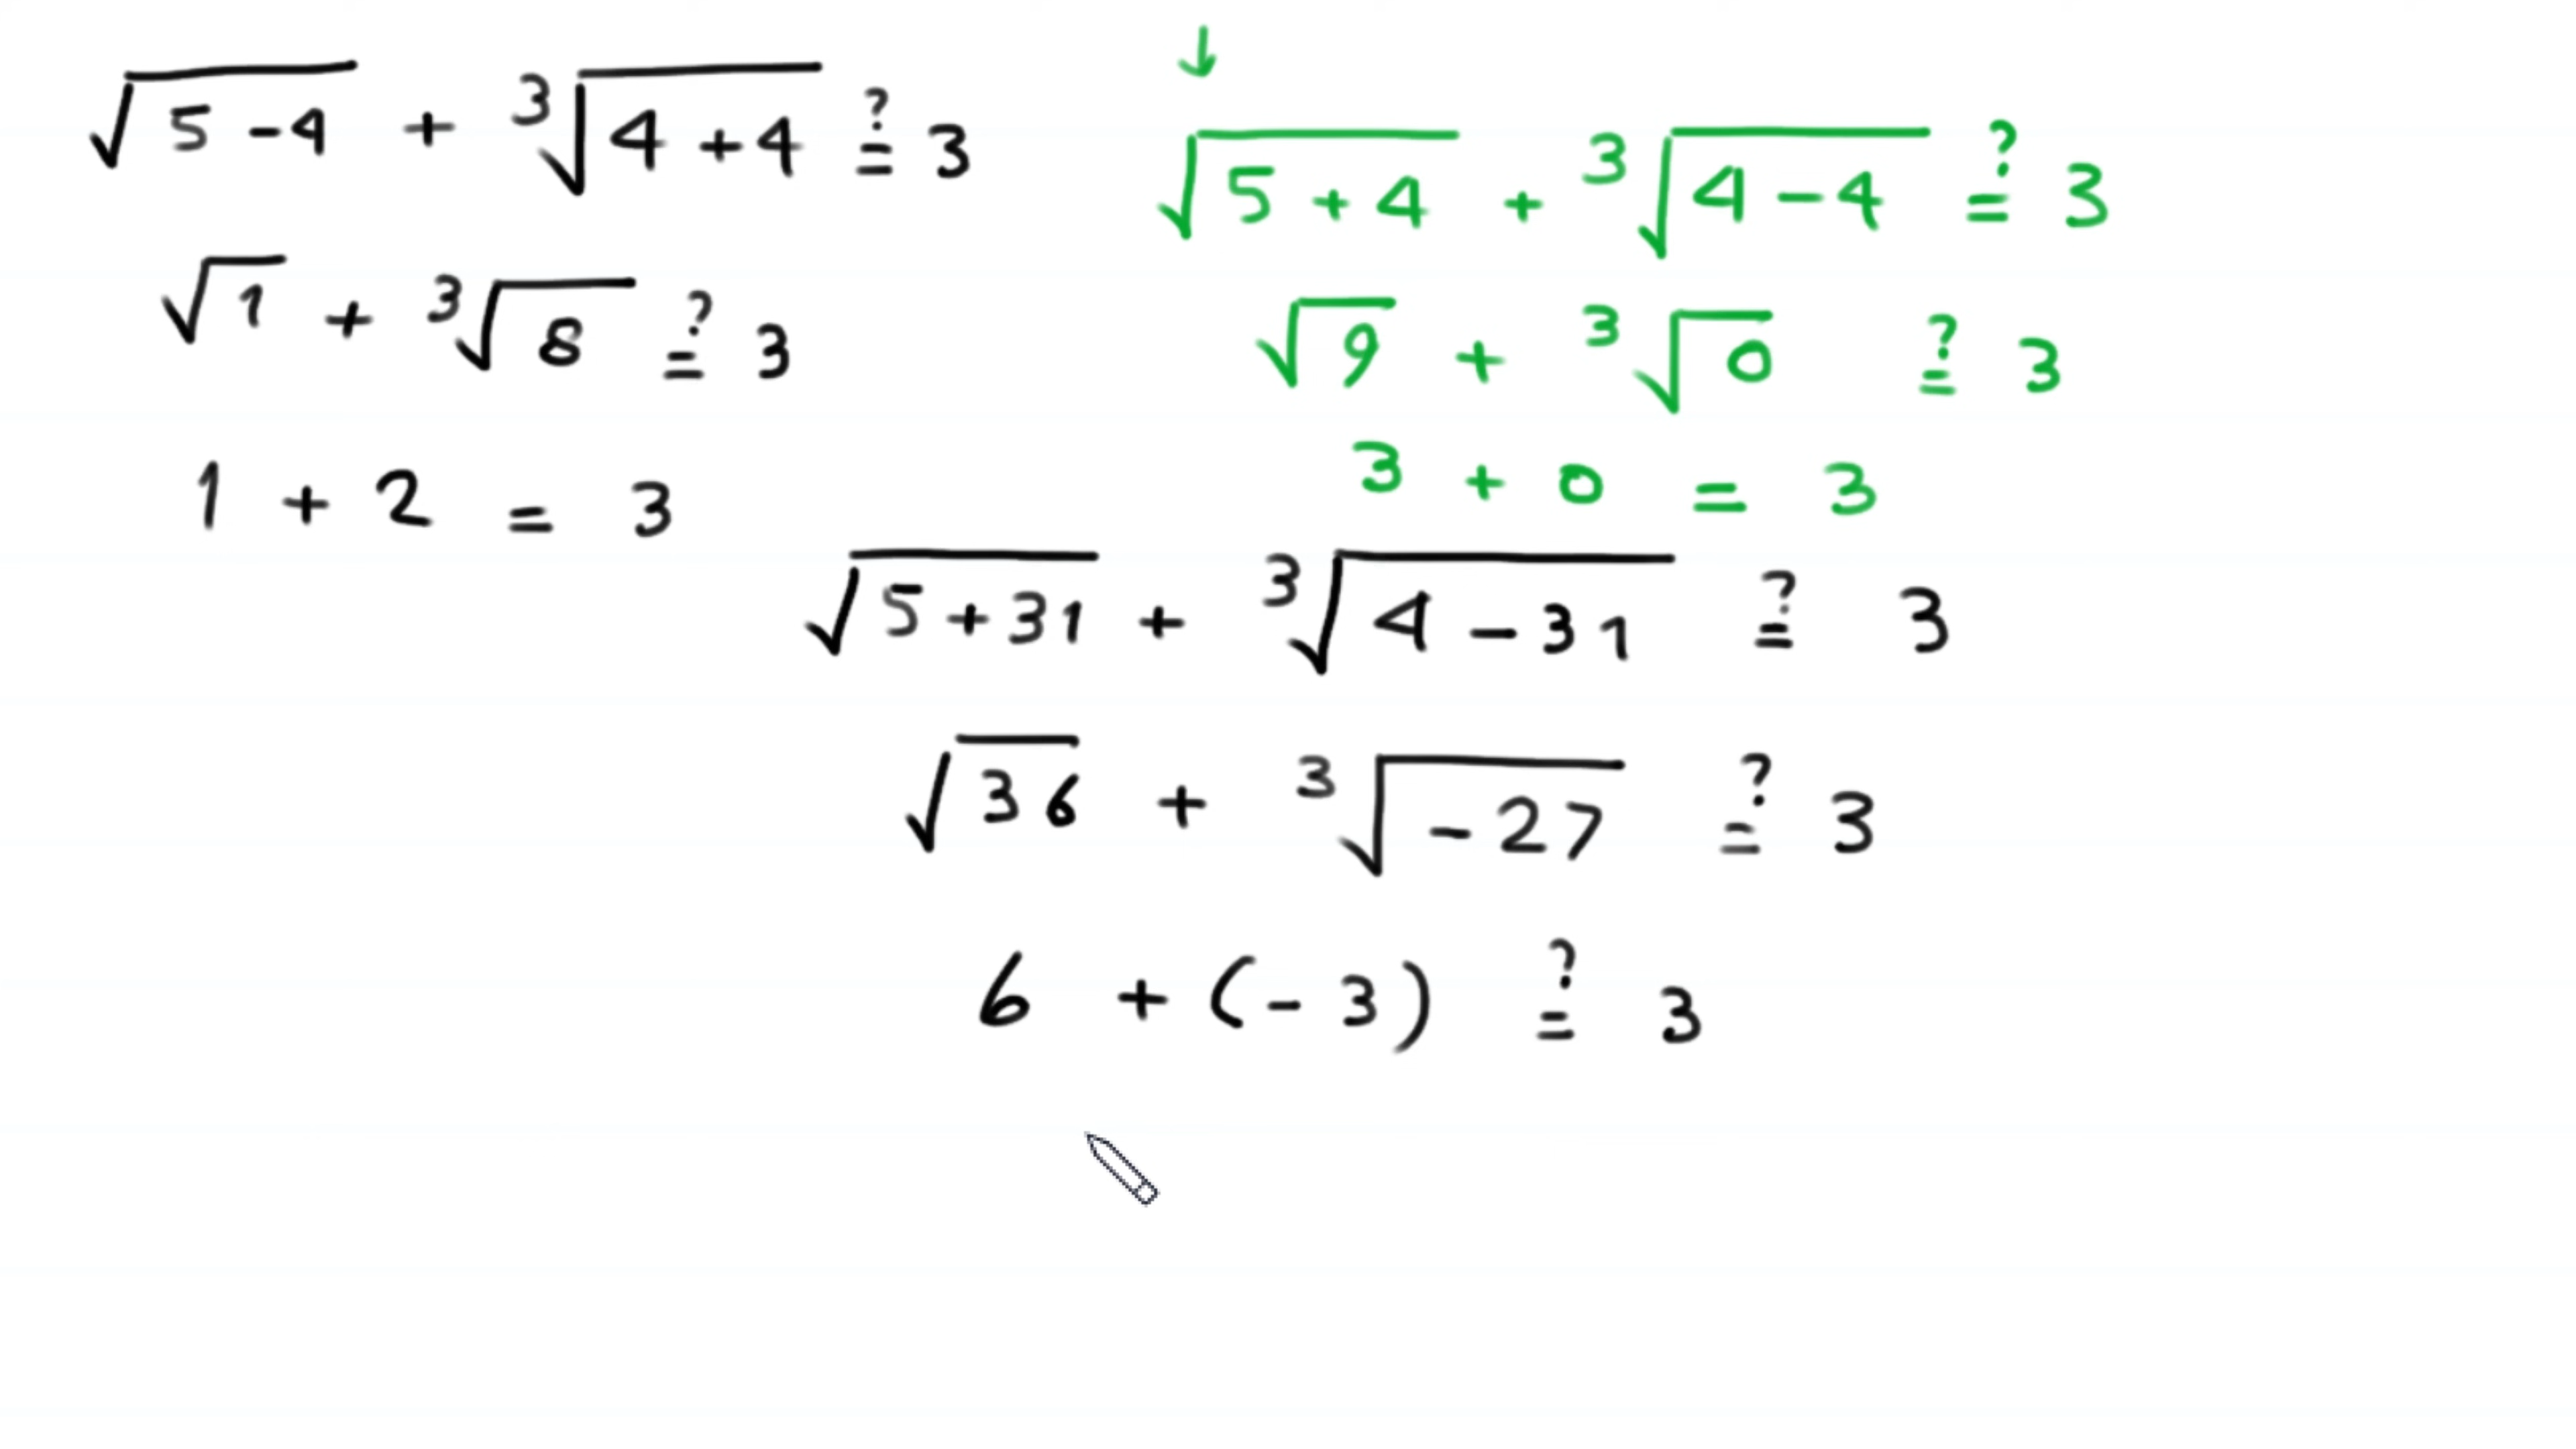 √(5 - 4) + ³√(4 + 4) ≟ 3
√1 + ³√8 ≟ 3
1 + 2 = 3
↓
√(5 + 4) + ³√(4 - 4) ≟ 3
√9 + ³√0 ≟ 3
3 + 0 = 3
√(5 + 31) + ³√(4 - 31) ≟ 3
√36 + ³√(-27) ≟ 3
6 + (-3) ≟ 3